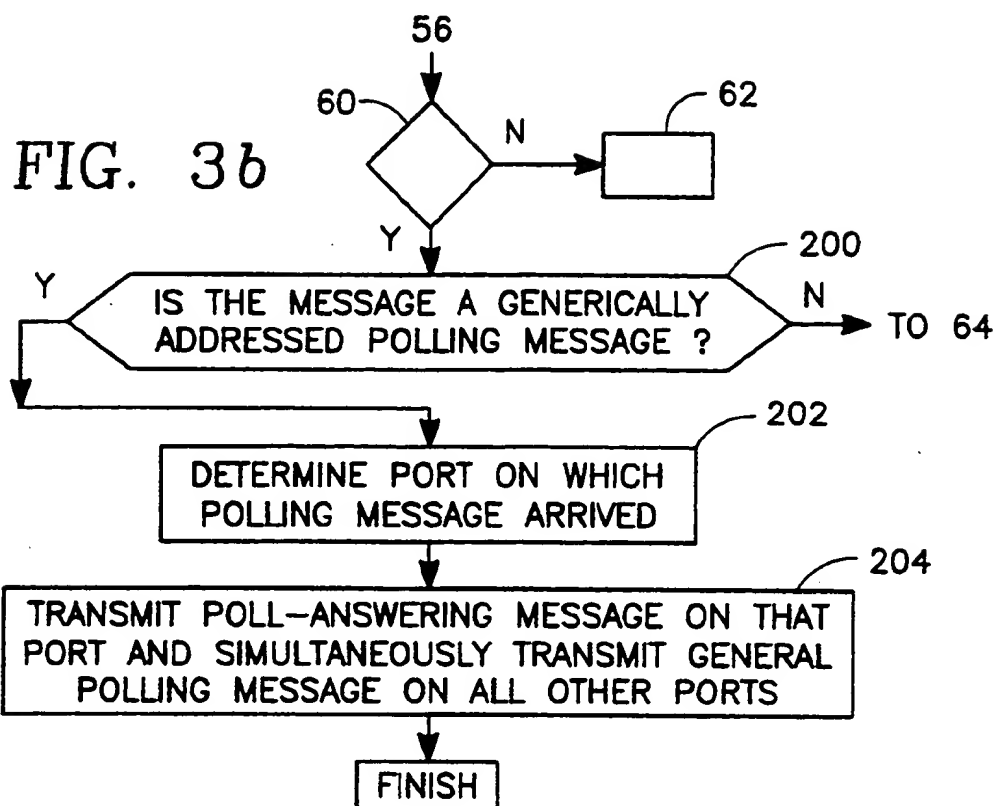 56
60
N
62
FIG. 3b
Y
200
Y
IS THE MESSAGE A GENERICALLY
ADDRESSED POLLING MESSAGE ?
N
TO 64
202
DETERMINE PORT ON WHICH
POLLING MESSAGE ARRIVED
204
TRANSMIT POLL-ANSWERING MESSAGE ON THAT
PORT AND SIMULTANEOUSLY TRANSMIT GENERAL
POLLING MESSAGE ON ALL OTHER PORTS
FINISH